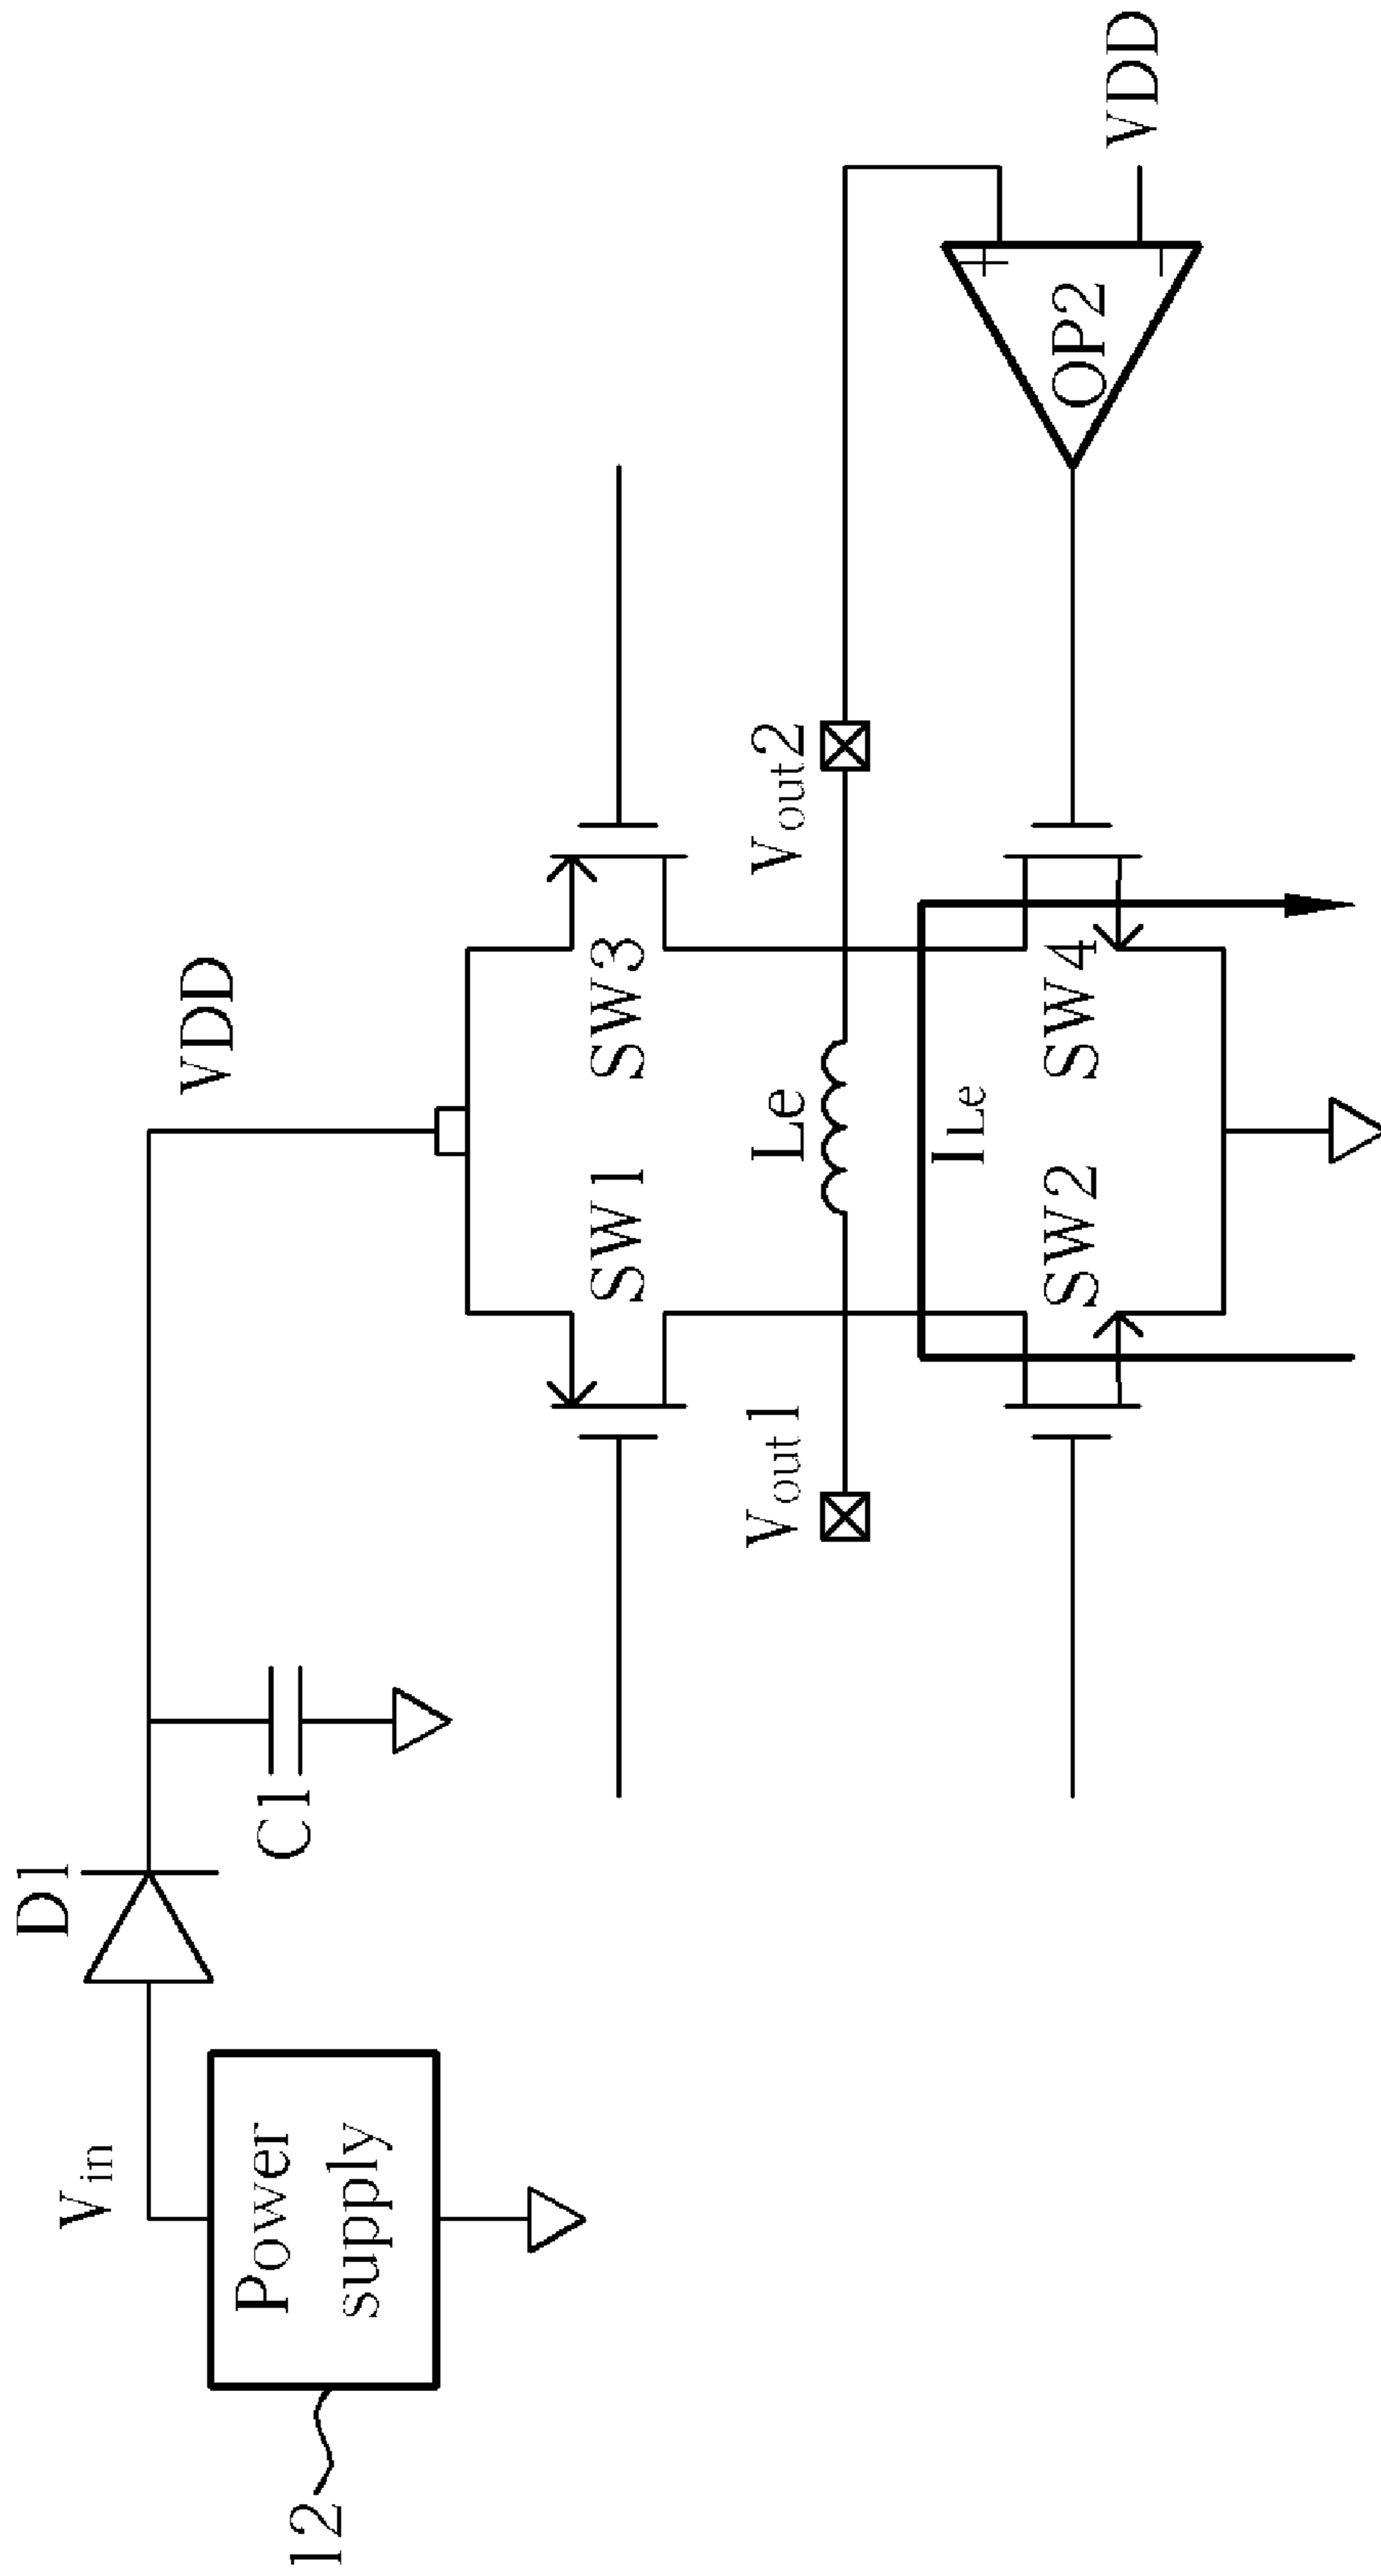 12
Power
supply
Vin
D1
C1
VDD
SW1
SW3
Vout1
Le
Vout2
ILe
SW2
SW4
+
−
OP2
VDD